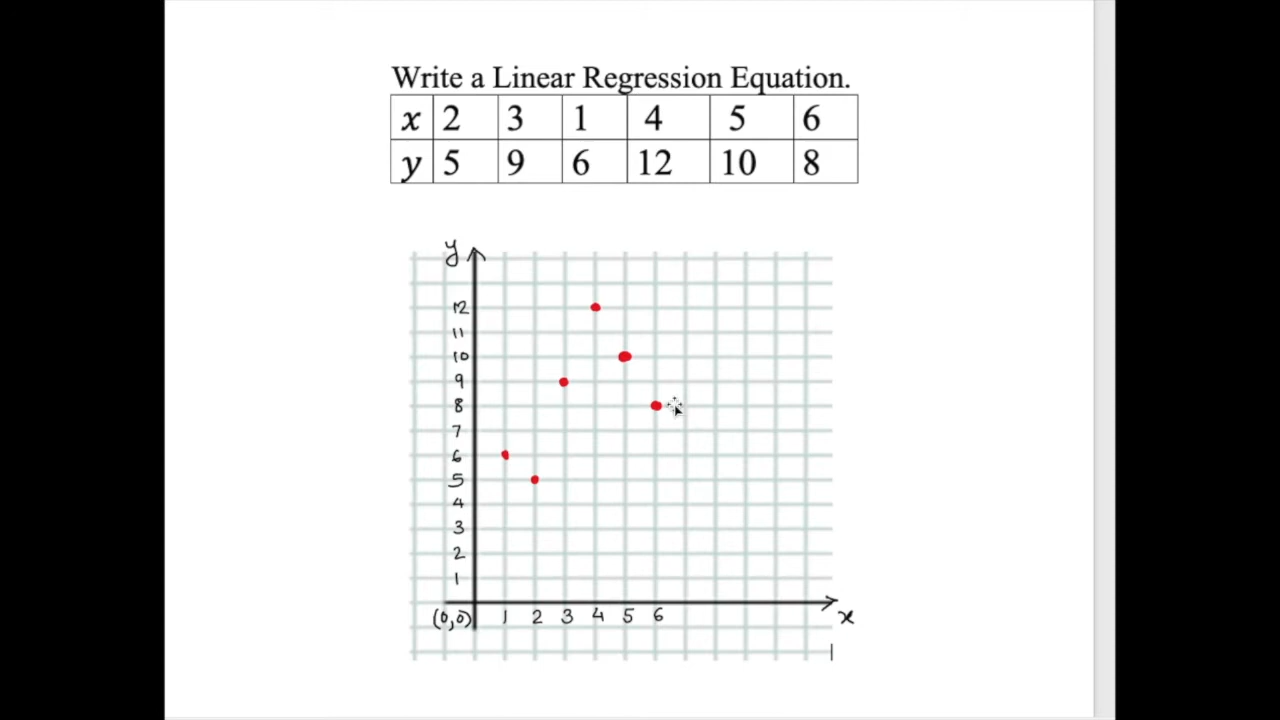 Write a Linear Regression Equation.
x 2 3 1 4 5 6
y 5 9 6 12 10 8
y
12
11
10
9
8
7
6
5
4
3
2
1
(0,0) 1 2 3 4 5 6 x